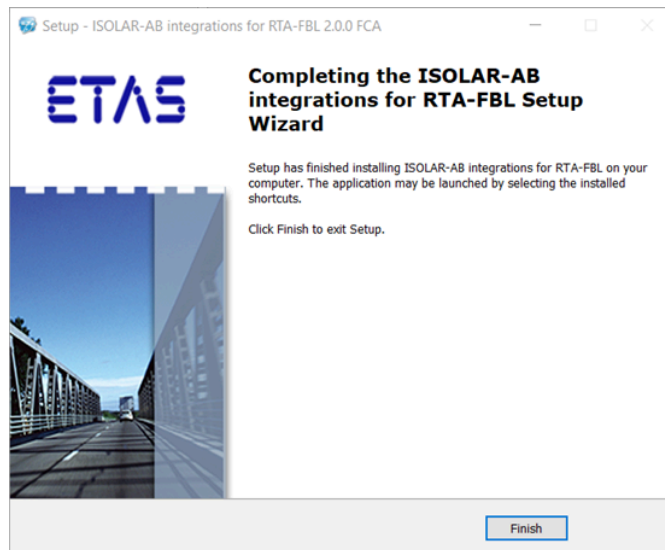 Setup - ISOLAR-AB integrations for RTA-FBL 2.0.0 FCA
ETAS
Completing the ISOLAR-AB
integrations for RTA-FBL Setup
Wizard
Setup has finished installing ISOLAR-AB integrations for RTA-FBL on your
computer. The application may be launched by selecting the installed
shortcuts.
Click Finish to exit Setup.
Finish